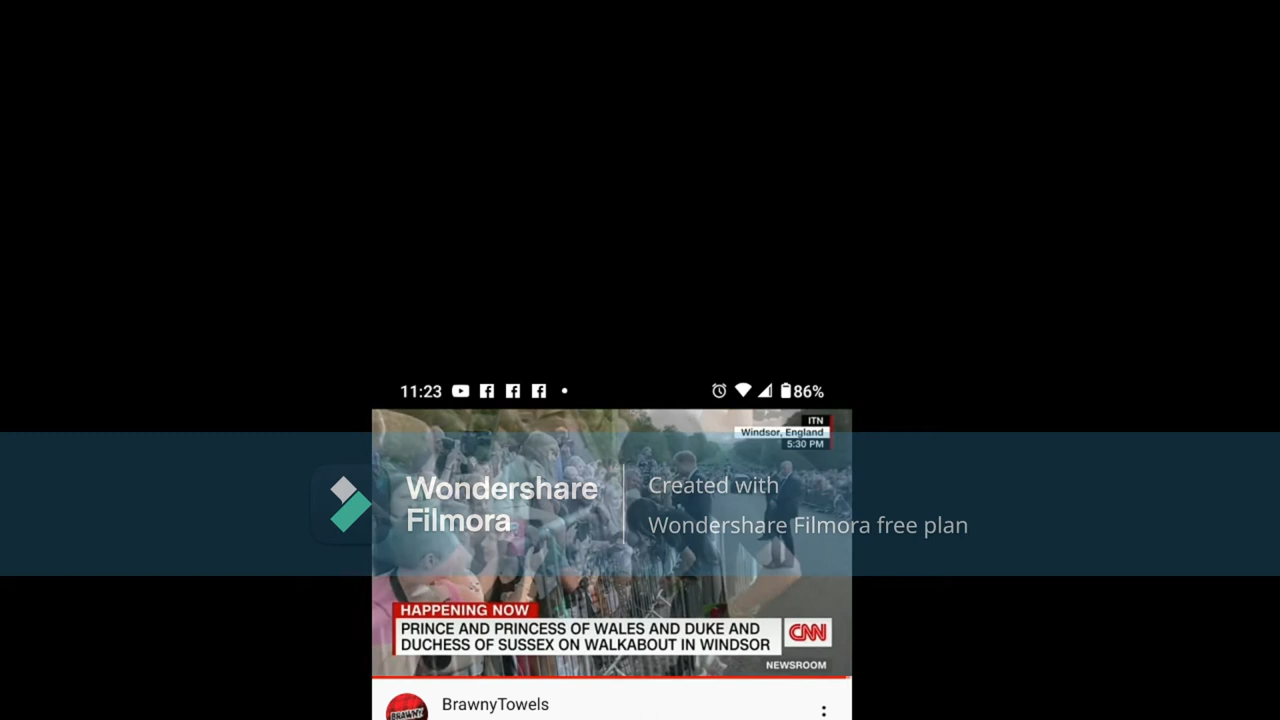 11:23
86%
ITN
Windsor, England
5:30 PM
Wondershare
Filmora
Created with
Wondershare Filmora free plan
HAPPENING NOW
PRINCE AND PRINCESS OF WALES AND DUKE AND
DUCHESS OF SUSSEX ON WALKABOUT IN WINDSOR
CNN
NEWSROOM
BRAWNY
BrawnyTowels